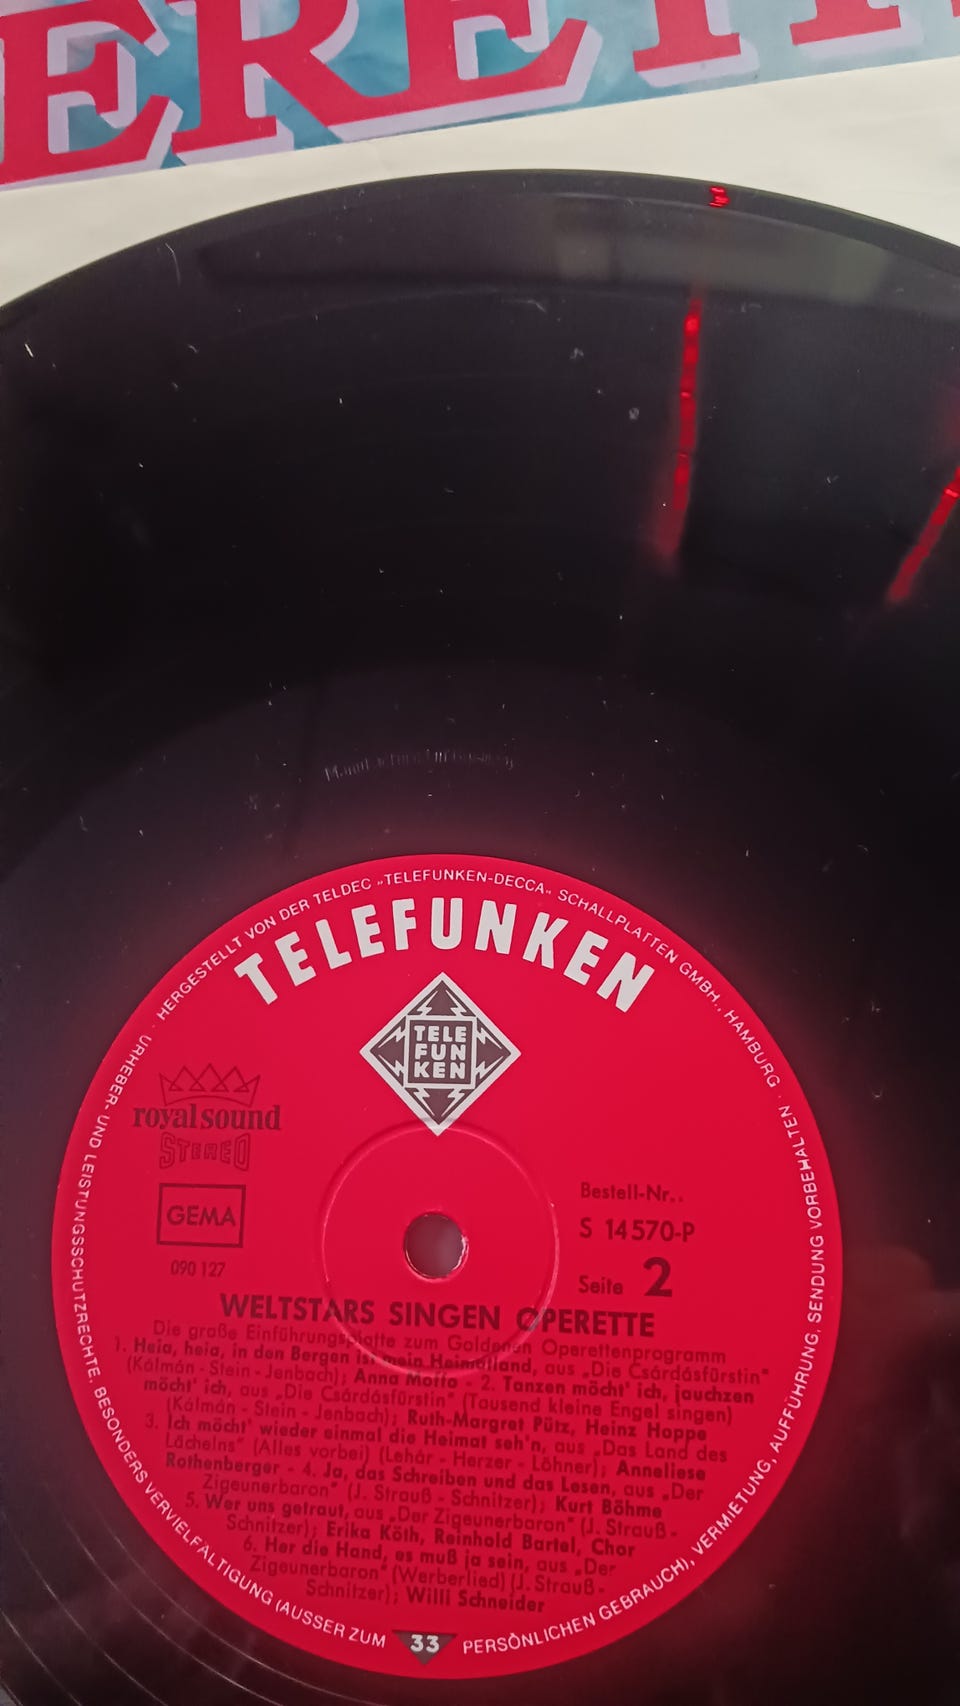 ERETT
Manufactured in Germany
· HERGESTELLT VON DER TELDEC „TELEFUNKEN-DECCA“ SCHALLPLATTEN GMBH., HAMBURG · URHEBER- UND LEISTUNGSSCHUTZRECHTE, BESONDERS VERVIELFÄLTIGUNG (AUSSER ZUM PERSÖNLICHEN GEBRAUCH), VERMIETUNG, AUFFÜHRUNG, SENDUNG VORBEHALTEN
TELEFUNKEN
TELE
FUN
KEN
royal sound
STEREO
GEMA
090 127
Bestell-Nr..
S 14570-P
Seite 2
WELTSTARS SINGEN OPERETTE
Die große Einführungsplatte zum Goldenen Operettenprogramm
1. Heia, heia, in den Bergen ist mein Heimatland, aus „Die Csárdásfürstin“
(Kálmán - Stein - Jenbach); Anna Moffo - 2. Tanzen möcht' ich, jauchzen
möcht' ich, aus „Die Csárdásfürstin“ (Tausend kleine Engel singen)
(Kálmán - Stein - Jenbach); Ruth-Margret Pütz, Heinz Hoppe
3. Ich möcht' wieder einmal die Heimat seh'n, aus „Das Land des
Lächelns“ (Alles vorbei) (Lehár - Herzer - Löhner); Anneliese
Rothenberger - 4. Ja, das Schreiben und das Lesen, aus „Der
Zigeunerbaron“ (J. Strauß - Schnitzer); Kurt Böhme
5. Wer uns getraut, aus „Der Zigeunerbaron“ (J. Strauß -
Schnitzer); Erika Köth, Reinhold Bartel, Chor
6. Her die Hand, es muß ja sein, aus „Der
Zigeunerbaron“ (Werberlied) (J. Strauß -
Schnitzer); Willi Schneider
33